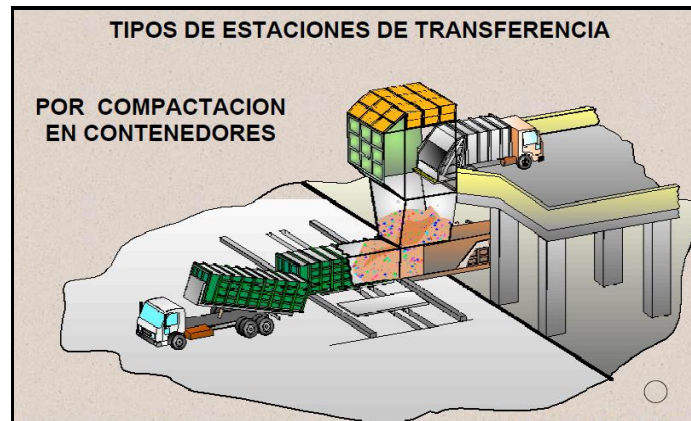 TIPOS DE ESTACIONES DE TRANSFERENCIA
POR COMPACTACION
EN CONTENEDORES